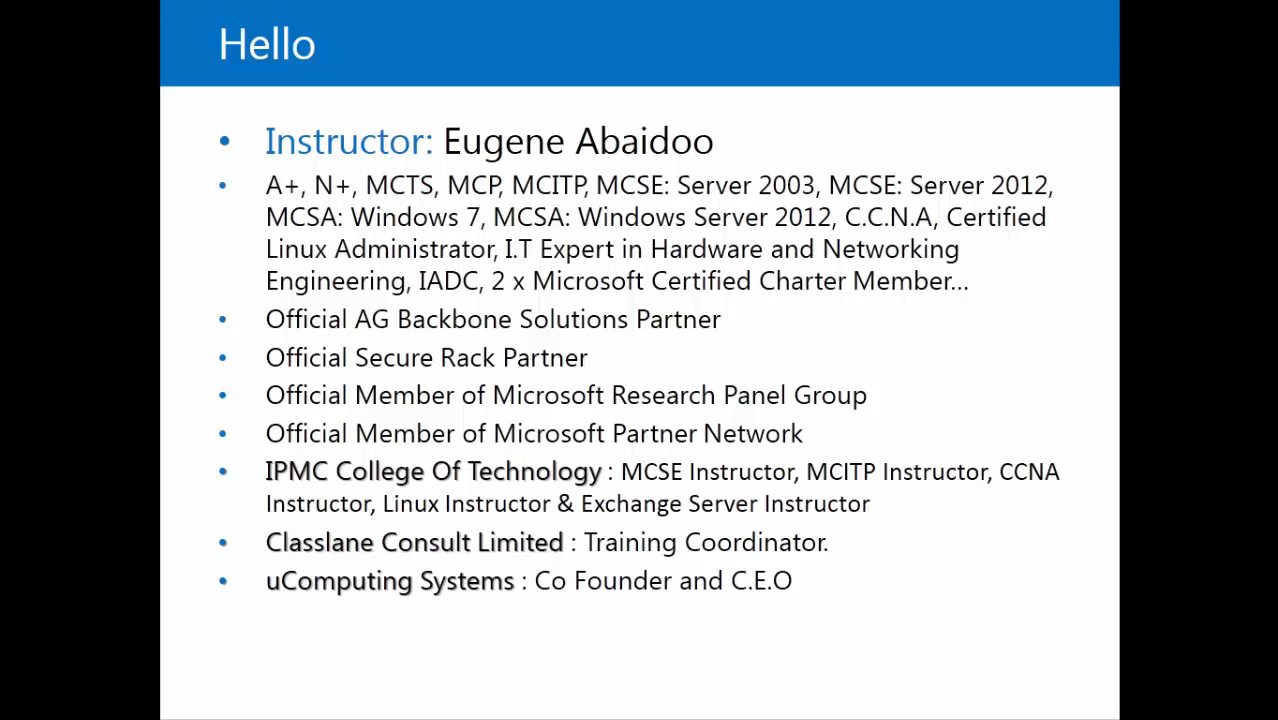 Hello
• Instructor: Eugene Abaidoo
• A+, N+, MCTS, MCP, MCITP, MCSE: Server 2003, MCSE: Server 2012,
MCSA: Windows 7, MCSA: Windows Server 2012, C.C.N.A, Certified
Linux Administrator, I.T Expert in Hardware and Networking
Engineering, IADC, 2 x Microsoft Certified Charter Member...
• Official AG Backbone Solutions Partner
• Official Secure Rack Partner
• Official Member of Microsoft Research Panel Group
• Official Member of Microsoft Partner Network
• IPMC College Of Technology : MCSE Instructor, MCITP Instructor, CCNA
Instructor, Linux Instructor & Exchange Server Instructor
• Classlane Consult Limited : Training Coordinator.
• uComputing Systems : Co Founder and C.E.O